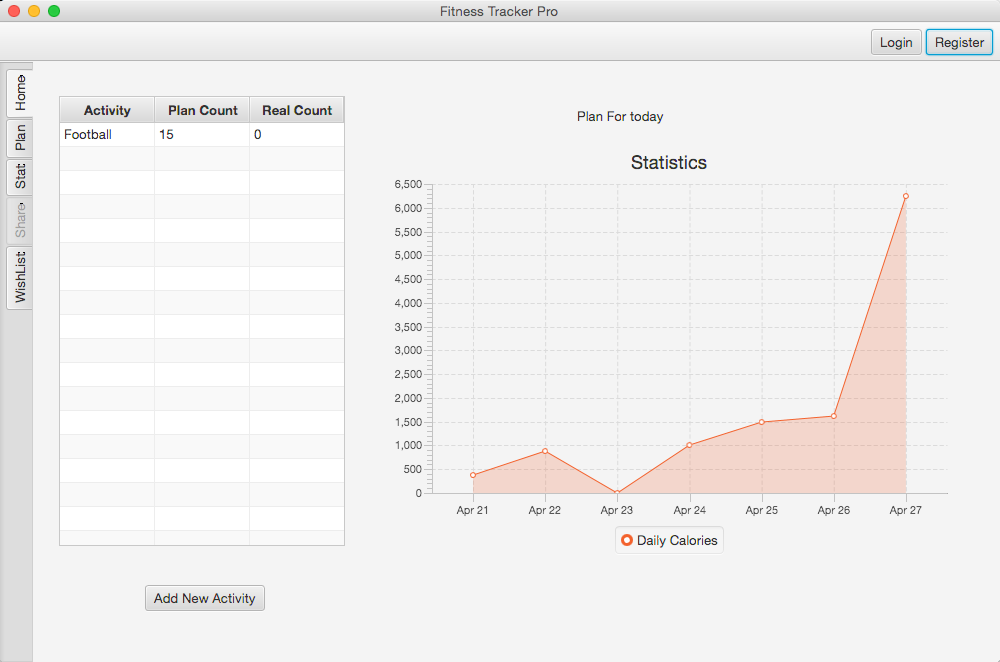 Fitness Tracker Pro
Login Register
Home
Plan
Stat
Share
WishList
Activity Plan Count Real Count
Football 15 0
Add New Activity
Plan For today
Statistics
6,500
6,000
5,500
5,000
4,500
4,000
3,500
3,000
2,500
2,000
1,500
1,000
500
0
Apr 21 Apr 22 Apr 23 Apr 24 Apr 25 Apr 26 Apr 27
Daily Calories